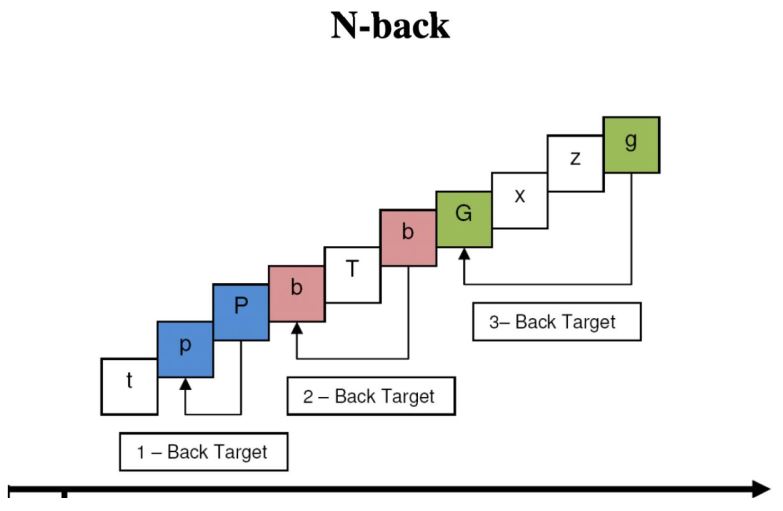 N-back
t
p
P
b
T
b
G
x
z
g
1 – Back Target
2 – Back Target
3– Back Target